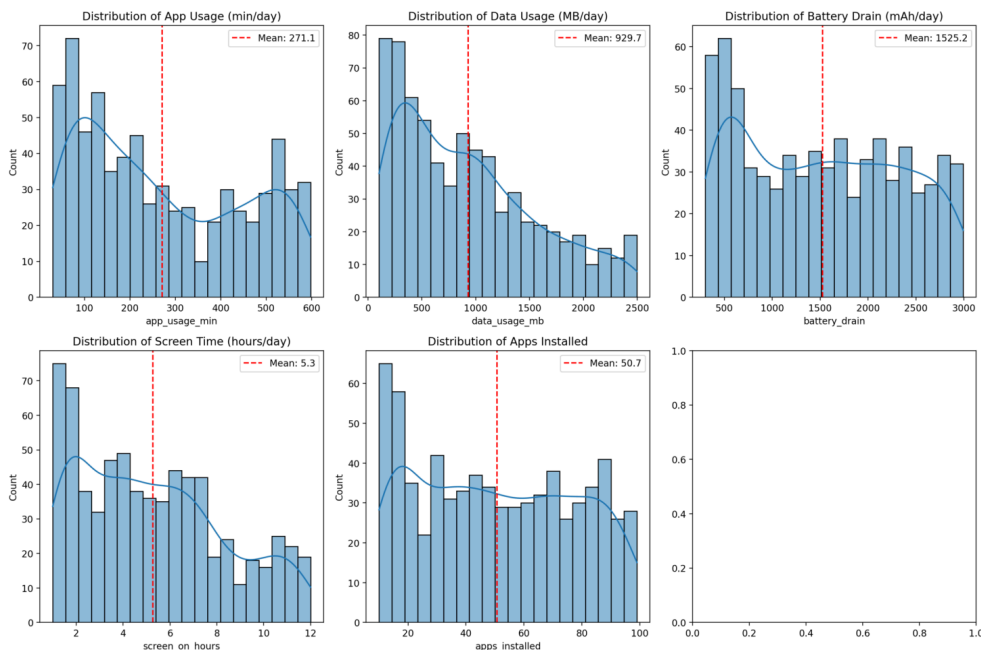 Distribution of App Usage (min/day)
Mean: 271.1
Count
70
60
50
40
30
20
10
0
100 200 300 400 500 600
app_usage_min
Distribution of Data Usage (MB/day)
Mean: 929.7
Count
80
70
60
50
40
30
20
10
0
0 500 1000 1500 2000 2500
data_usage_mb
Distribution of Battery Drain (mAh/day)
Mean: 1525.2
Count
60
50
40
30
20
10
0
500 1000 1500 2000 2500 3000
battery_drain
Distribution of Screen Time (hours/day)
Mean: 5.3
Count
70
60
50
40
30
20
10
0
2 4 6 8 10 12
screen_on_hours
Distribution of Apps Installed
Mean: 50.7
Count
60
50
40
30
20
10
0
20 40 60 80 100
apps_installed
1.0
0.8
0.6
0.4
0.2
0.0
0.0 0.2 0.4 0.6 0.8 1.0